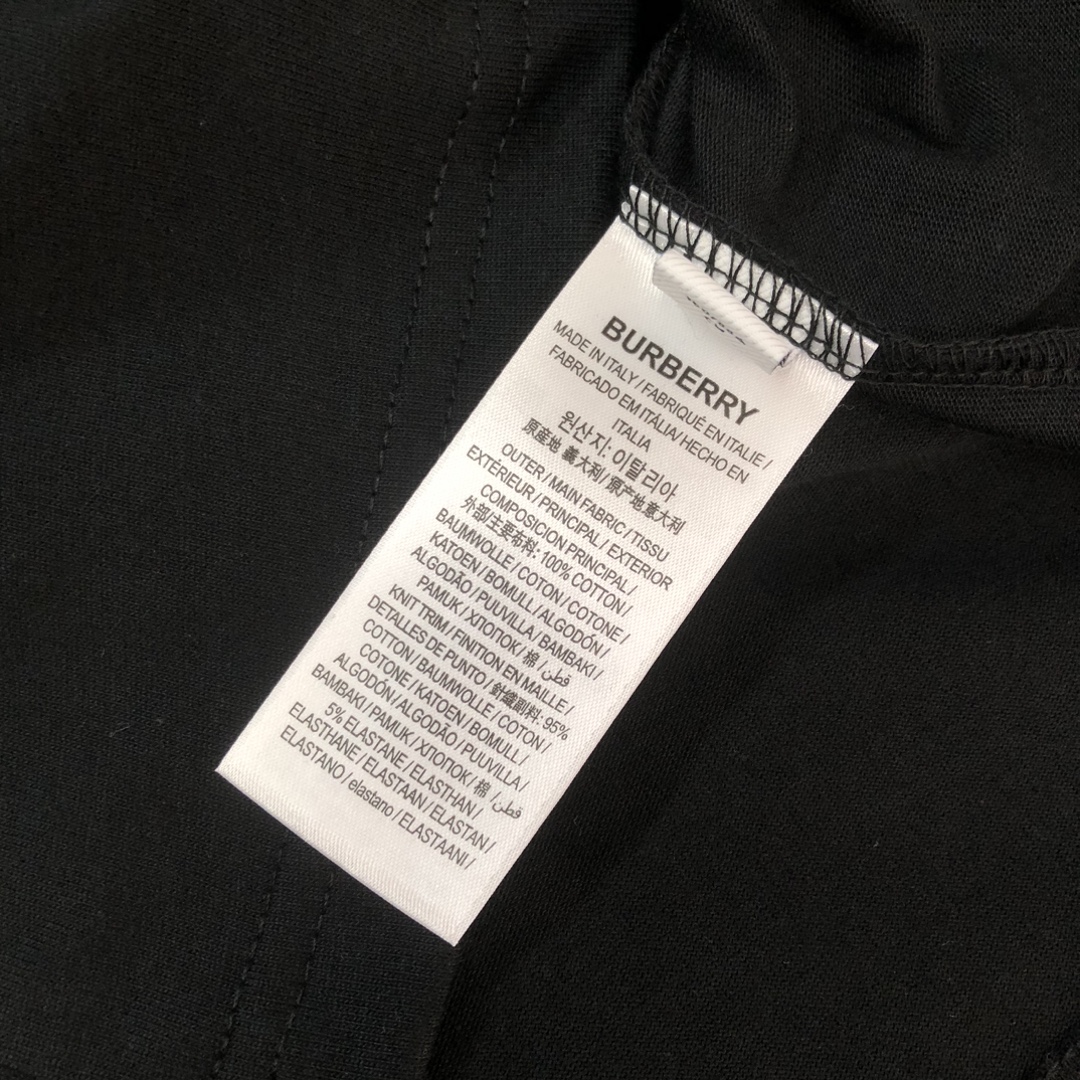 BURBERRY
MADE IN ITALY / FABRIQUÉ EN ITALIE /
FABRICADO EM ITÁLIA/ HECHO EN
ITALIA
원산지: 이탈리아
原産地 義大利/ 原产地意大利
OUTER / MAIN FABRIC / TISSU
EXTÉRIEUR / PRINCIPAL / EXTERIOR
COMPOSICION PRINCIPAL /
外部/主要布料: 100% COTTON /
BAUMWOLLE / COTON / COTONE /
KATOEN / BOMULL / ALGODÓN /
ALGODÃO / PUUVILLA / BAMBAKI /
PAMUK / ХЛОПОК / 棉 / قطن/
KNIT TRIM / FINITION EN MAILLE /
DETALLES DE PUNTO / 針織副料: 95%
COTTON / BAUMWOLLE / COTON /
COTONE / KATOEN / BOMULL /
ALGODÓN / ALGODÃO / PUUVILLA /
BAMBAKI / PAMUK / ХЛОПОК / 棉 / قطن/
5% ELASTANE / ELASTHAN /
ELASTHANE / ELASTAAN / ELASTAN /
ELASTANO / elastano / ELASTAANI /